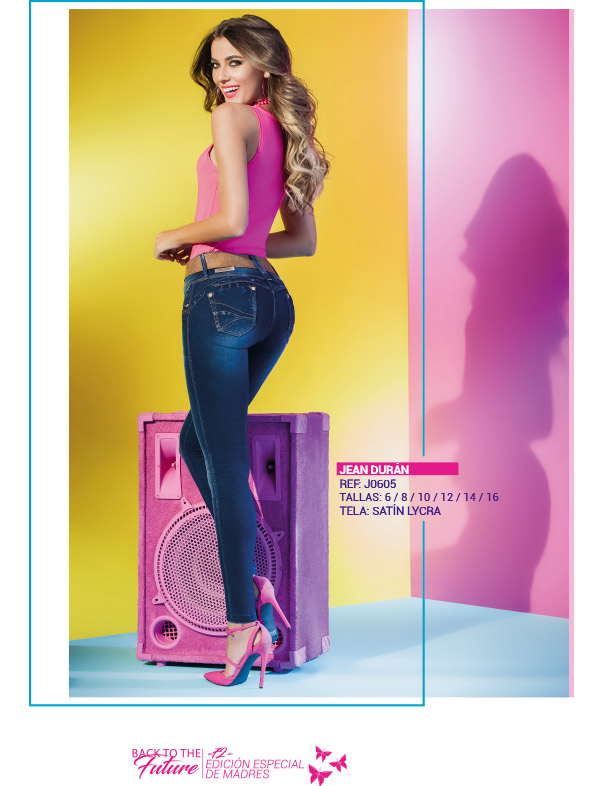 JEAN DURÁN
REF: J0605
TALLAS: 6 / 8 / 10 / 12 / 14 / 16
TELA: SATÍN LYCRA
BACK TO THE
Future
-12-
EDICIÓN ESPECIAL
DE MADRES